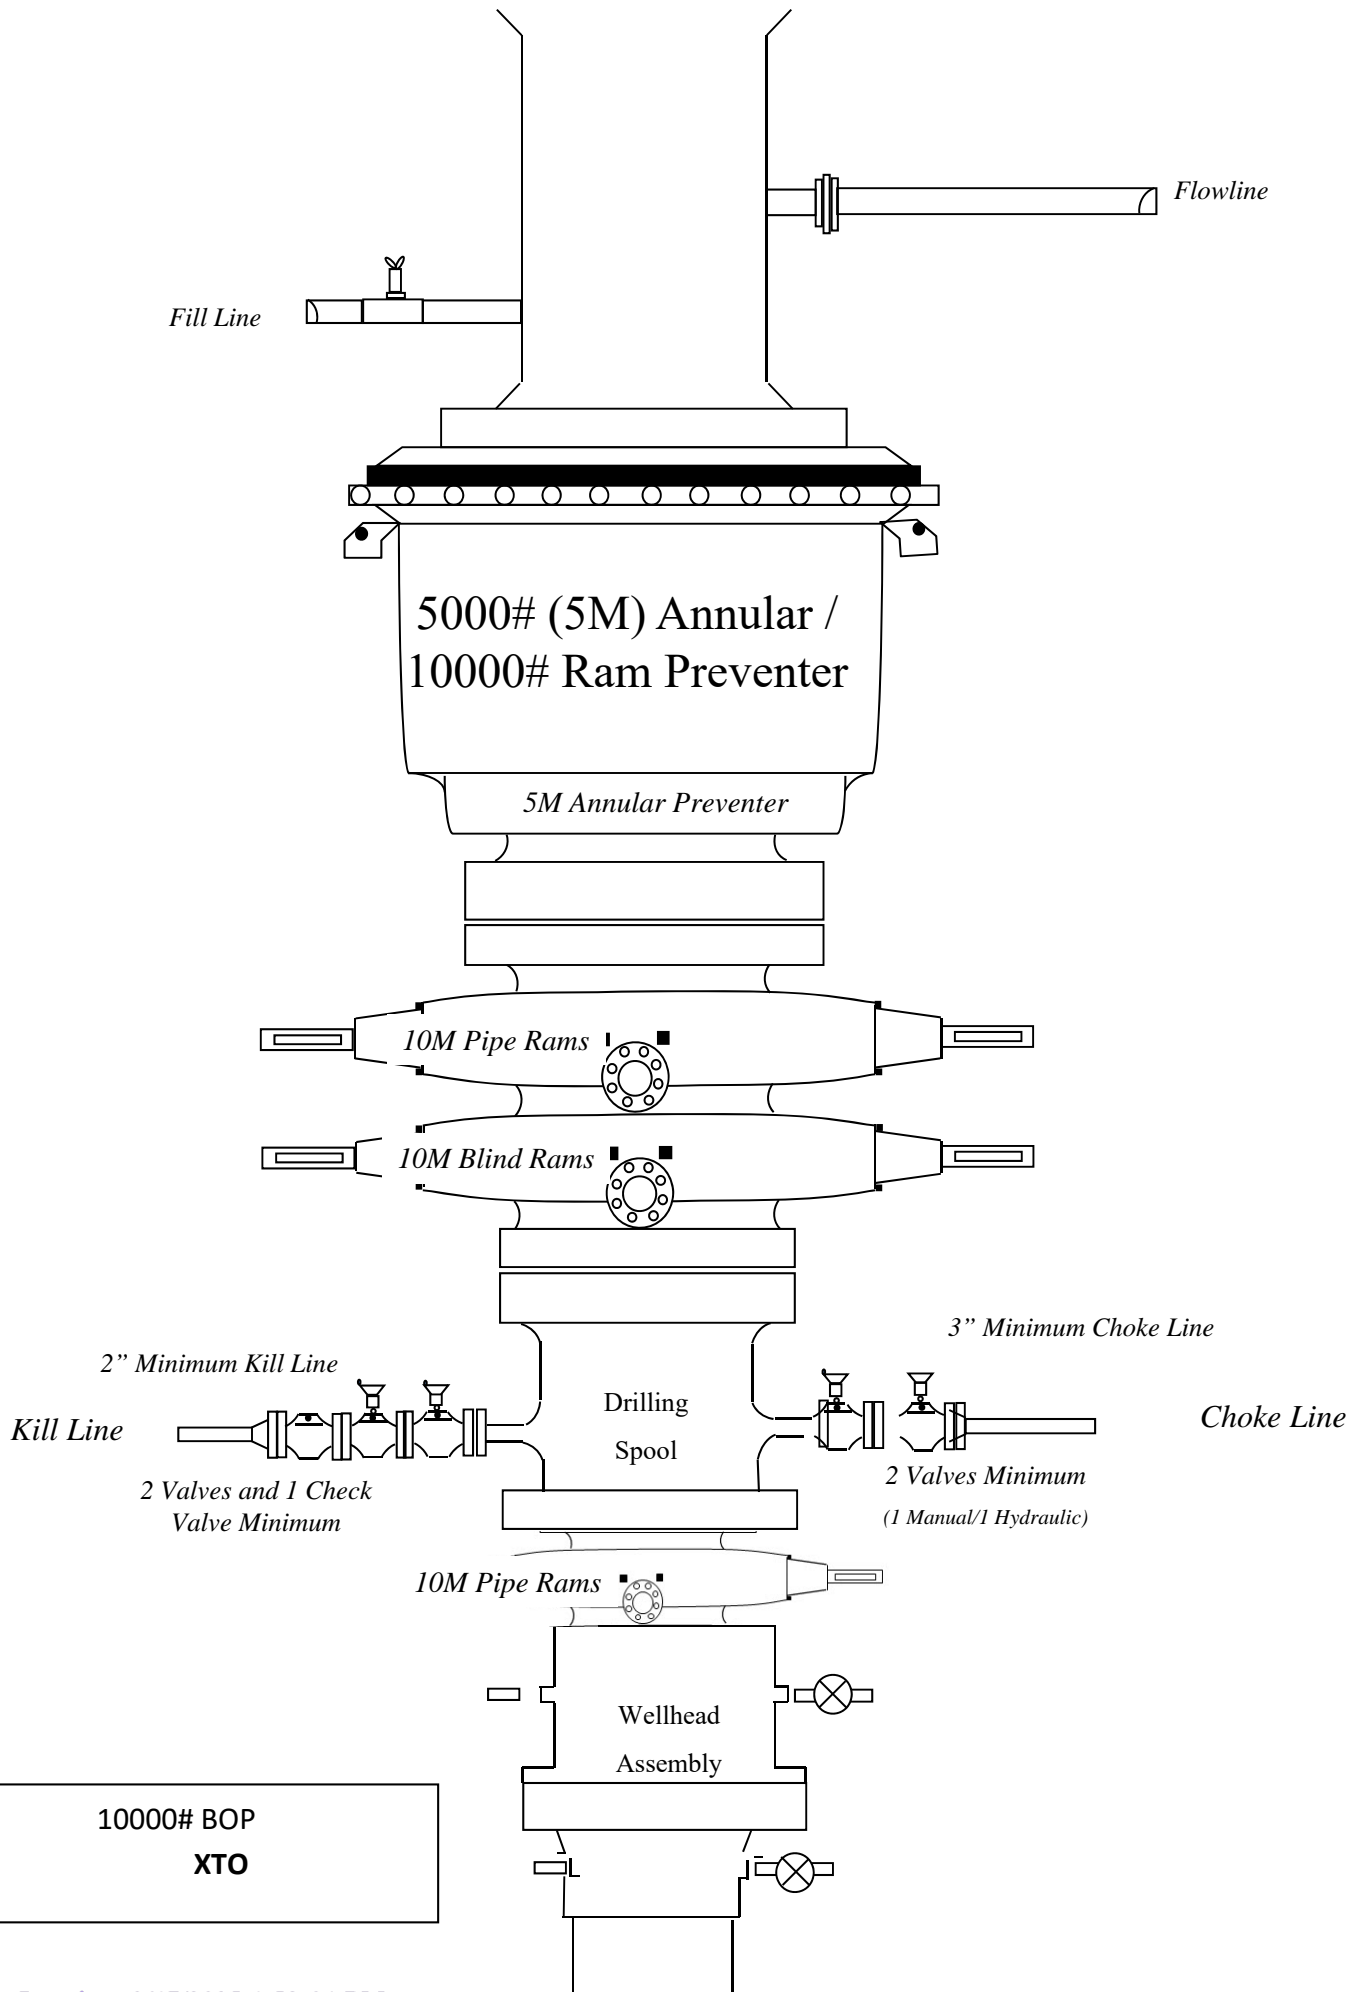 Flowline
Fill Line
5000# (5M) Annular /
10000# Ram Preventer
5M Annular Preventer
10M Pipe Rams
10M Blind Rams
3” Minimum Choke Line
2” Minimum Kill Line
Drilling
Spool
Kill Line
Choke Line
2 Valves and 1 Check
Valve Minimum
2 Valves Minimum
(1 Manual/1 Hydraulic)
10M Pipe Rams
Wellhead
Assembly
10000# BOP
XTO